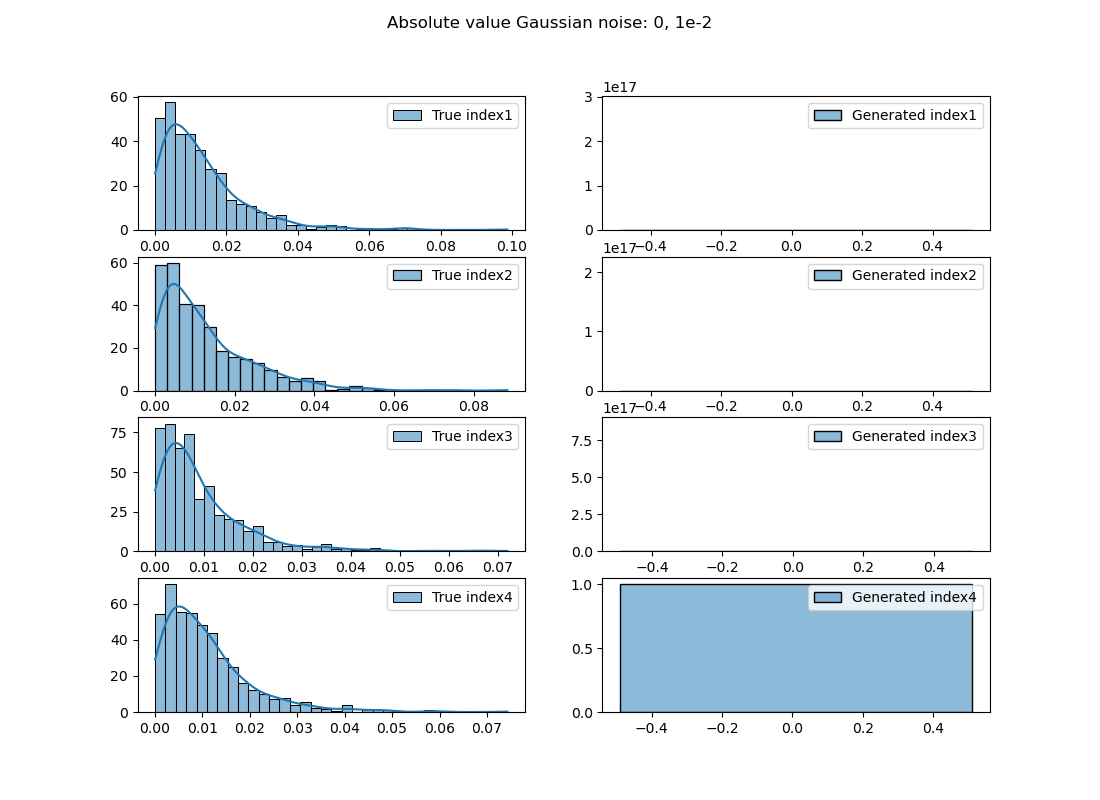 Absolute value Gaussian noise: 0, 1e-2
1e17
60 40 20 0
True index1
0.00 0.02 0.04 0.06 0.08 0.10
3 2 1 0
Generated index1
−0.4 −0.2 0.0 0.2 0.4
1e17
60 40 20 0
True index2
0.00 0.02 0.04 0.06 0.08
2 1 0
Generated index2
−0.4 −0.2 0.0 0.2 0.4
1e17
75 50 25 0
True index3
0.00 0.01 0.02 0.03 0.04 0.05 0.06 0.07
7.5 5.0 2.5 0.0
Generated index3
−0.4 −0.2 0.0 0.2 0.4
60 40 20 0
True index4
0.00 0.01 0.02 0.03 0.04 0.05 0.06 0.07
1.0 0.5 0.0
Generated index4
−0.4 −0.2 0.0 0.2 0.4